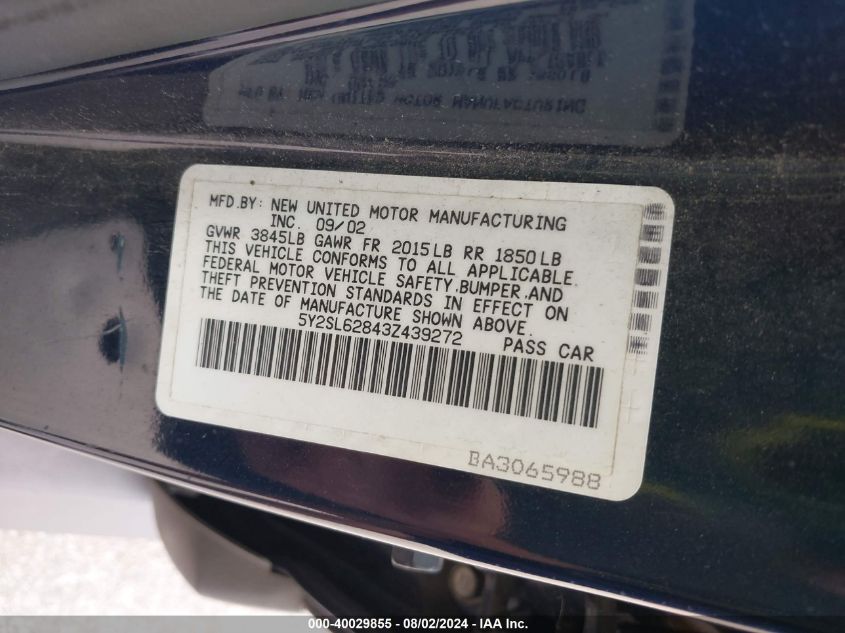 MFD.BY: NEW UNITED MOTOR MANUFACTURING
INC. 09/02
GVWR 3845LB GAWR FR 2015LB RR 1850LB
THIS VEHICLE CONFORMS TO ALL APPLICABLE
FEDERAL MOTOR VEHICLE SAFETY,BUMPER,AND
THEFT PREVENTION STANDARDS IN EFFECT ON
THE DATE OF MANUFACTURE SHOWN ABOVE.
5Y2SL62843Z439272 PASS CAR
BA3065988
000-40029855 - 08/02/2024 - IAA Inc.